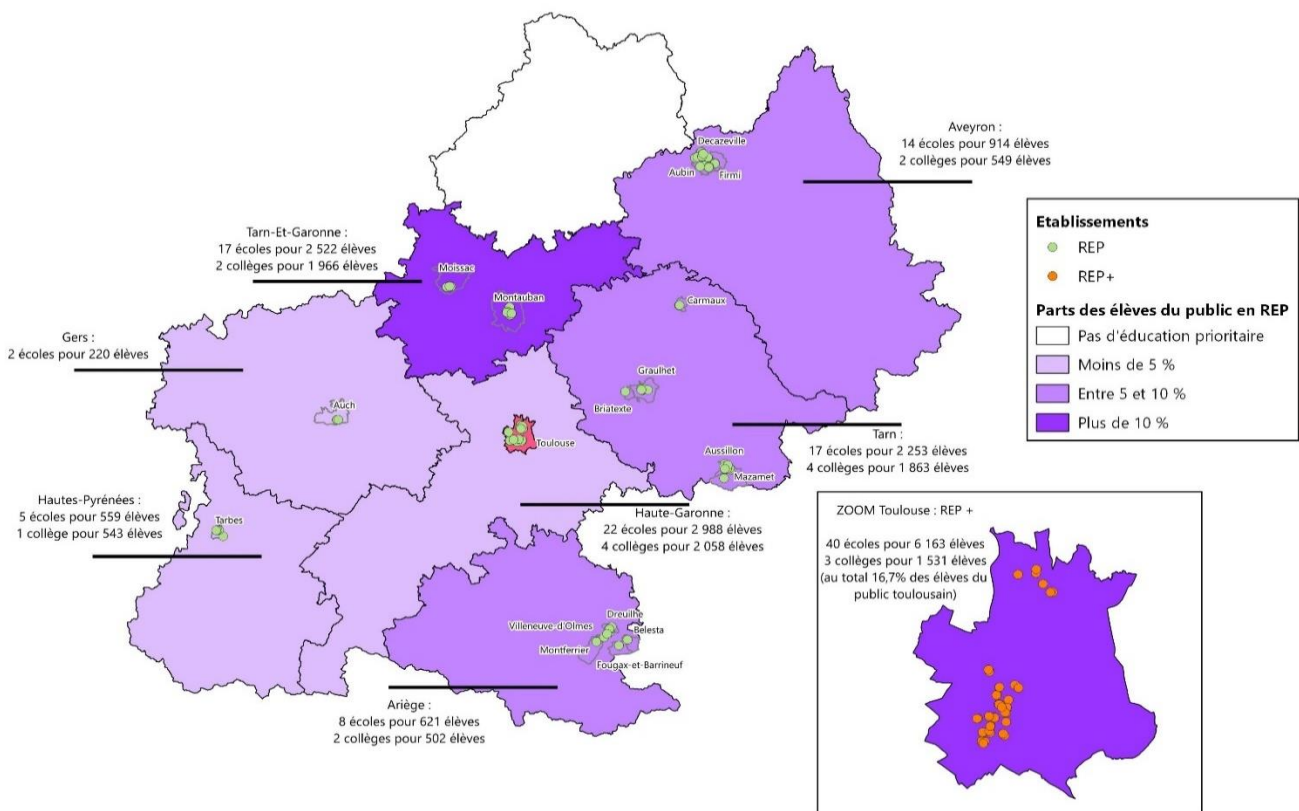 Aveyron :
14 écoles pour 914 élèves
2 collèges pour 549 élèves
Decazeville
Aubin
Firmi
Tarn-Et-Garonne :
17 écoles pour 2 522 élèves
2 collèges pour 1 966 élèves
Moissac
Montauban
Carmaux
Gers :
2 écoles pour 220 élèves
Graulhet
Briatexte
Auch
Toulouse
Aussillon
Mazamet
Tarn :
17 écoles pour 2 253 élèves
4 collèges pour 1 863 élèves
Hautes-Pyrénées :
5 écoles pour 559 élèves
1 collège pour 543 élèves
Tarbes
Haute-Garonne :
22 écoles pour 2 988 élèves
4 collèges pour 2 058 élèves
Dreuilhe
Villeneuve-d'Olmes
Belesta
Montferrier
Fougax-et-Barrineuf
Ariège :
8 écoles pour 621 élèves
2 collèges pour 502 élèves
Etablissements
REP
REP+
Parts des élèves du public en REP
Pas d'éducation prioritaire
Moins de 5 %
Entre 5 et 10 %
Plus de 10 %
ZOOM Toulouse : REP +
40 écoles pour 6 163 élèves
3 collèges pour 1 531 élèves
(au total 16,7% des élèves du
public toulousain)